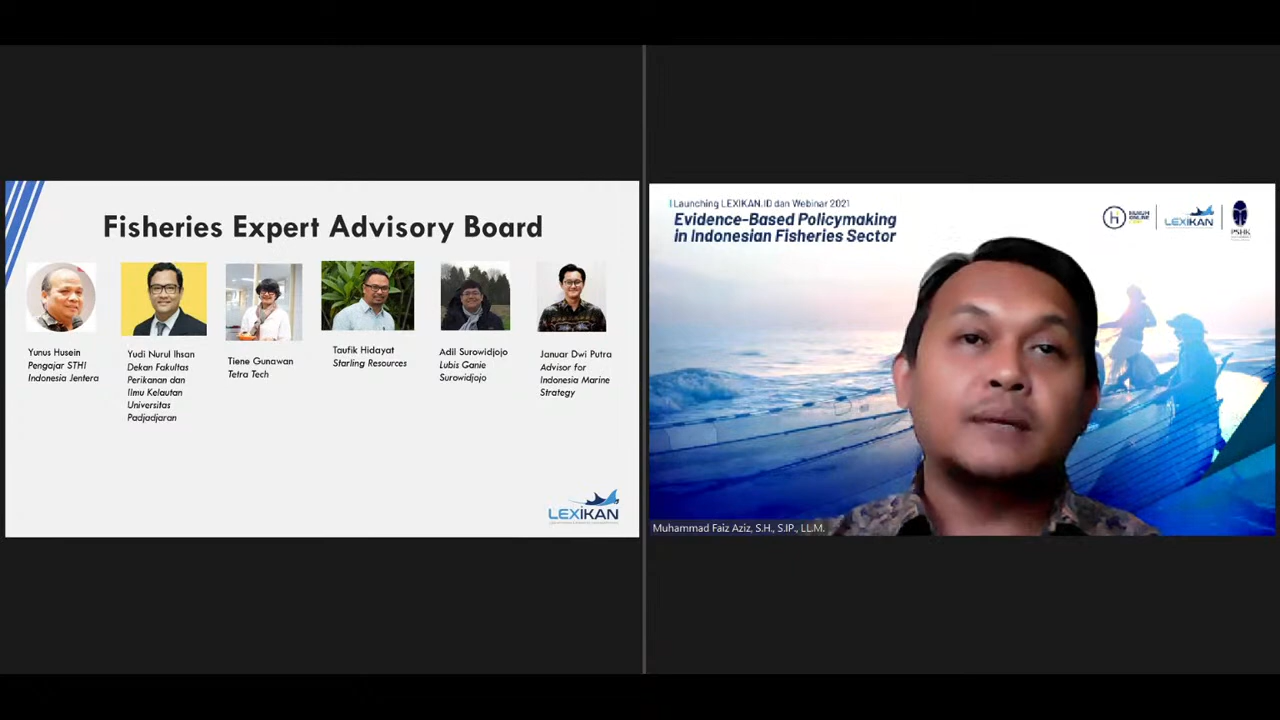 Fisheries Expert Advisory Board
Yunus Husein
Pengajar STHI
Indonesia Jentera
Yudi Nurul Ihsan
Dekan Fakultas
Perikanan dan
Ilmu Kelautan
Universitas
Padjadjaran
Tiene Gunawan
Tetra Tech
Taufik Hidayat
Starling Resources
Adil Surowidjojo
Lubis Ganie
Surowidjojo
Januar Dwi Putra
Advisor for
Indonesia Marine
Strategy
LEXIKAN
Launching LEXIKAN.ID dan Webinar 2021
Evidence-Based Policymaking
in Indonesian Fisheries Sector
HUKUM
ONLINE
LEXIKAN
PSHK
Muhammad Faiz Aziz, S.H., S.IP., LL.M.